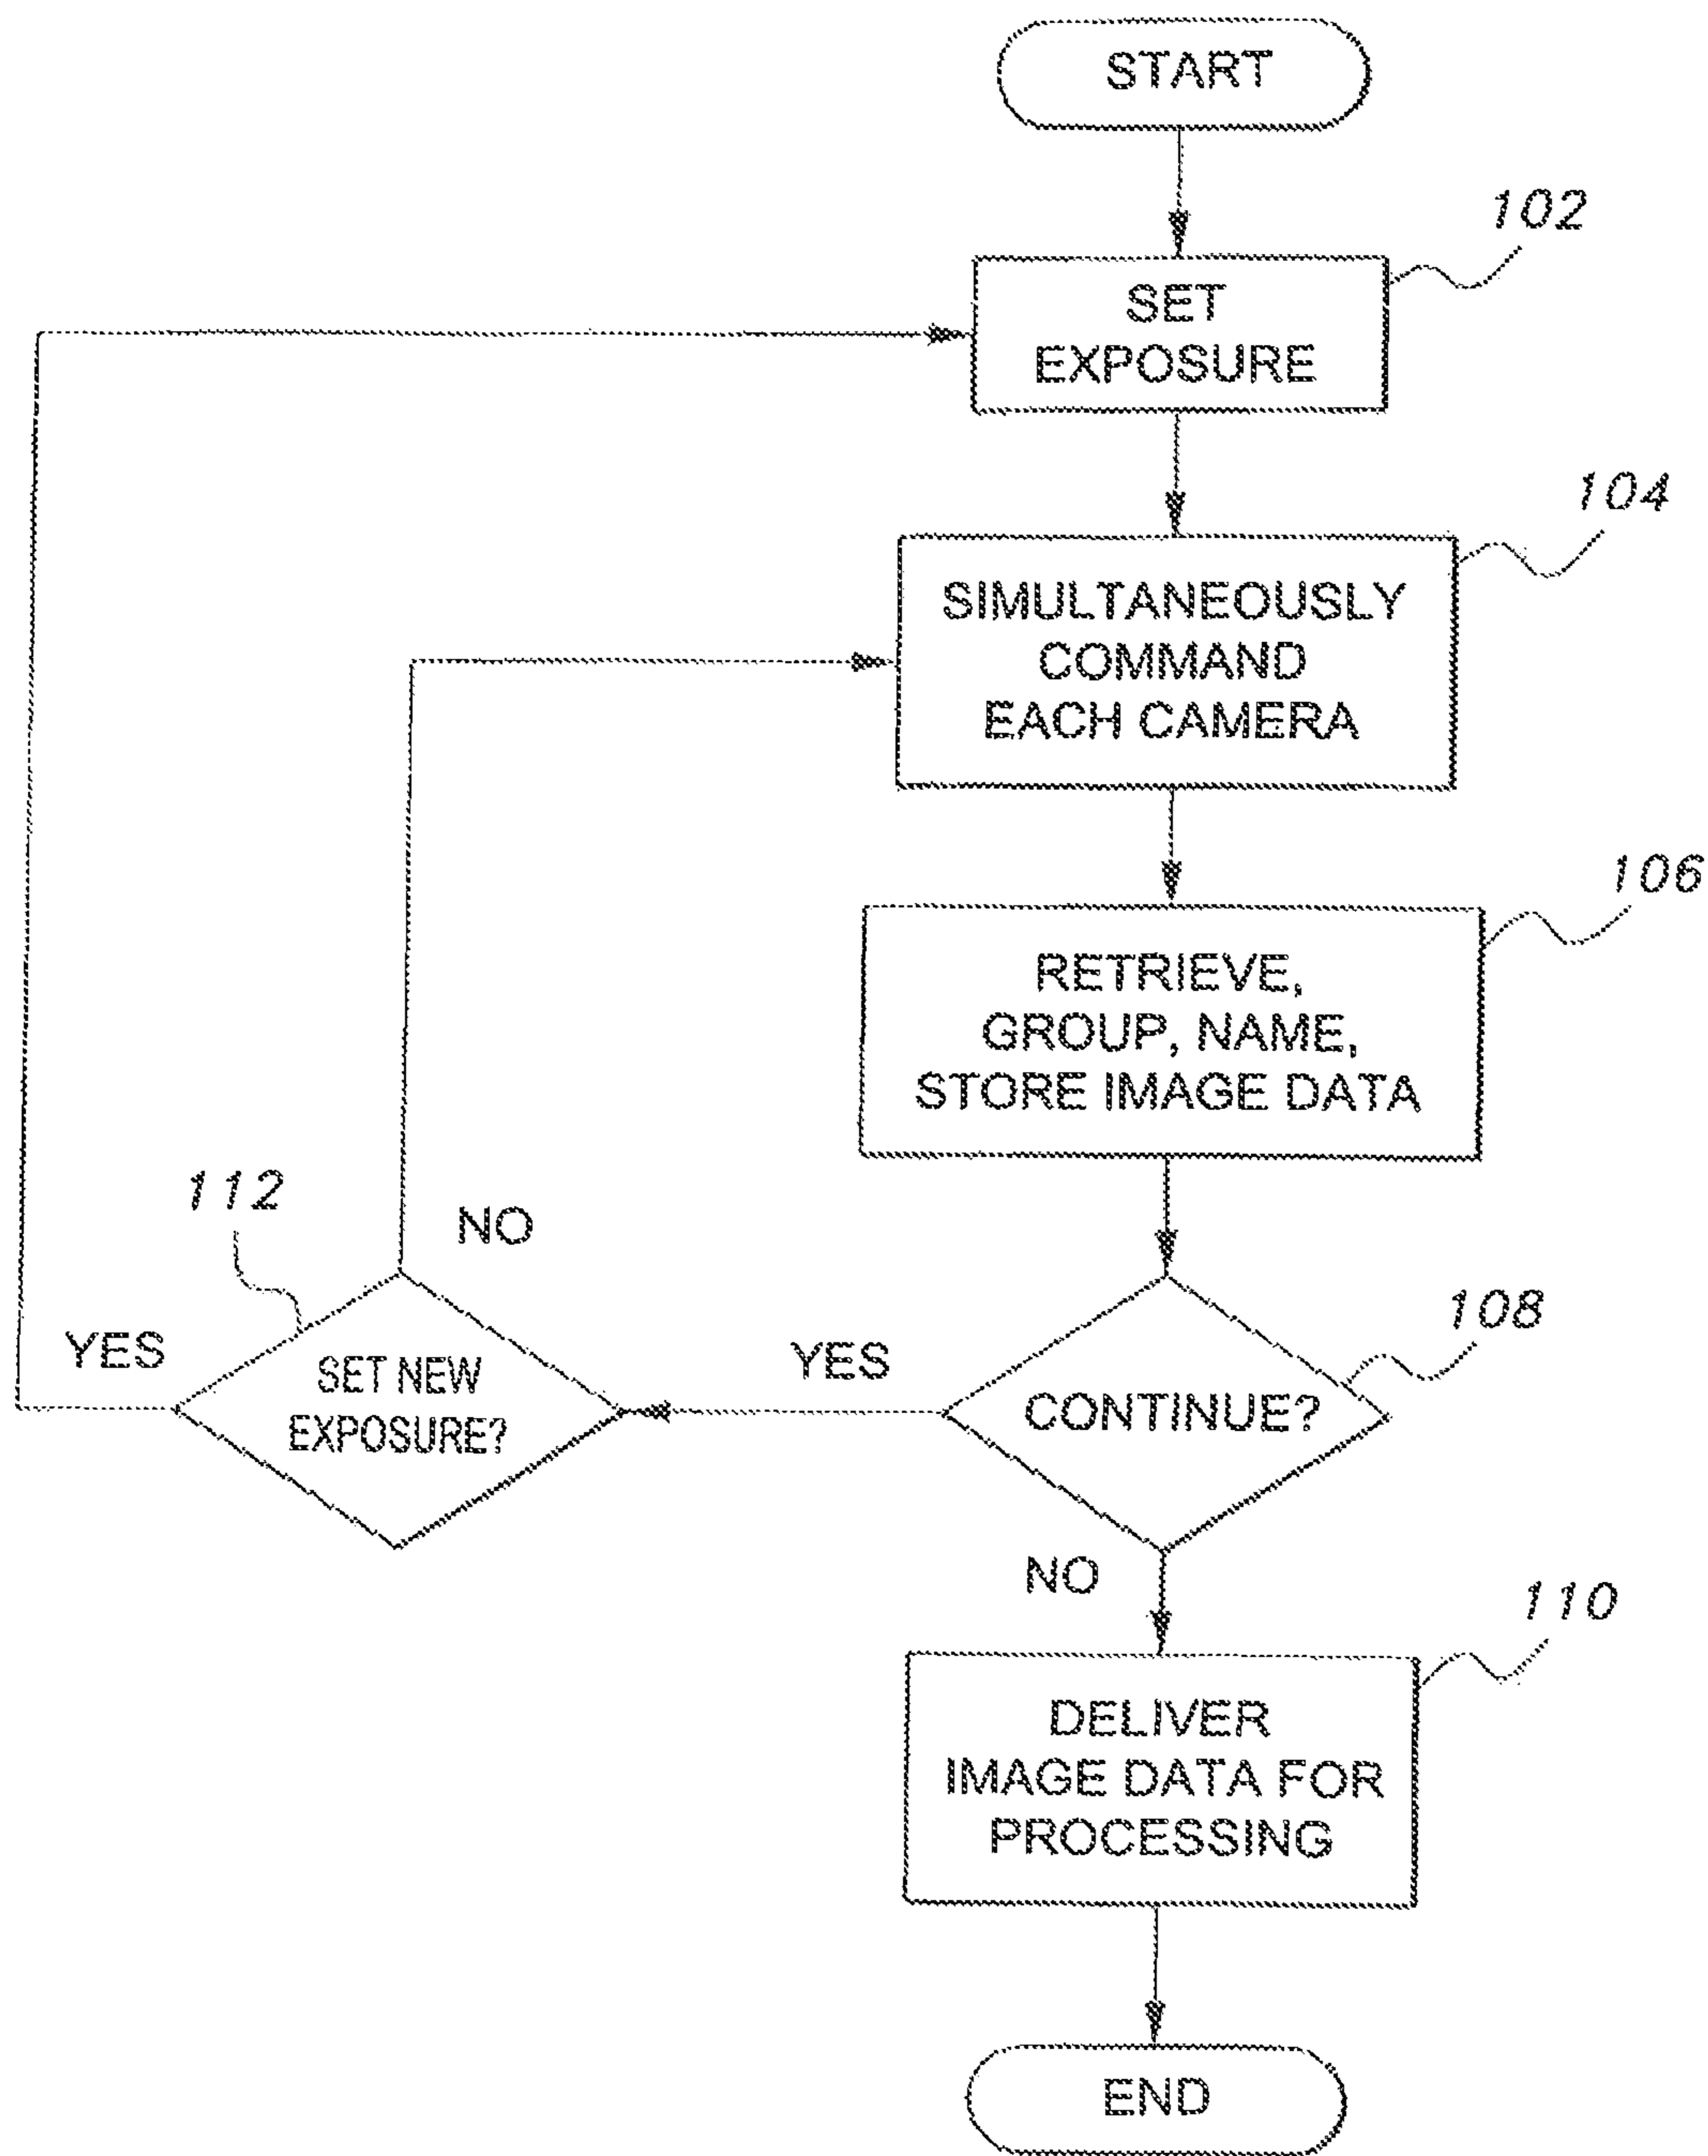 START
102
SET
EXPOSURE
104
SIMULTANEOUSLY
COMMAND
EACH CAMERA
106
RETRIEVE,
GROUP, NAME,
STORE IMAGE DATA
112
NO
108
YES
SET NEW
EXPOSURE?
YES
CONTINUE?
NO
110
DELIVER
IMAGE DATA FOR
PROCESSING
END